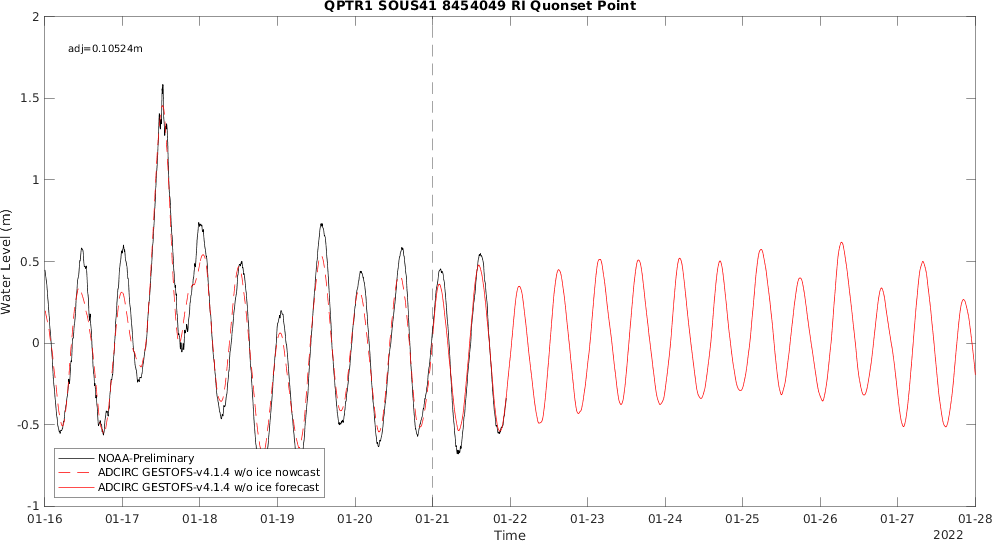 QPTR1 SOUS41 8454049 RI Quonset Point
adj=0.10524m
Water Level (m)
2
1.5
1
0.5
0
-0.5
-1
NOAA-Preliminary
ADCIRC GESTOFS-v4.1.4 w/o ice nowcast
ADCIRC GESTOFS-v4.1.4 w/o ice forecast
01-16 01-17 01-18 01-19 01-20 01-21 01-22 01-23 01-24 01-25 01-26 01-27 01-28
Time
2022